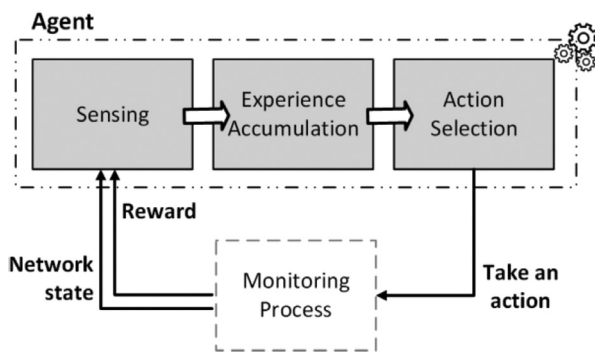 Agent
Sensing
Experience
Accumulation
Action
Selection
Reward
Network
state
Monitoring
Process
Take an
action